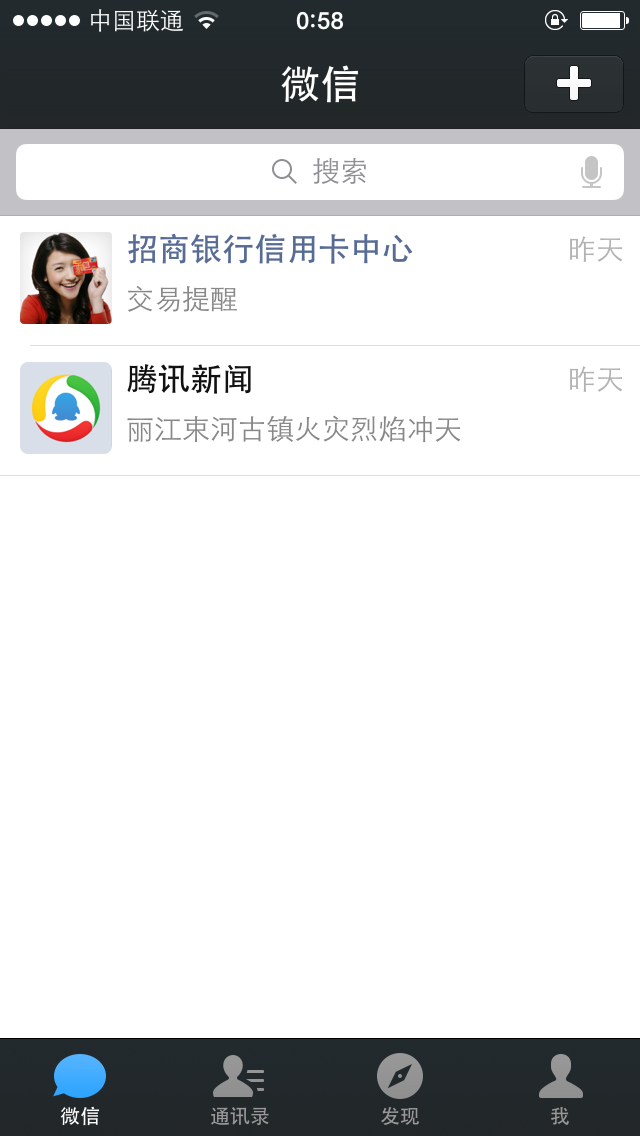 中国联通
0:58
微信
搜索
招商银行信用卡中心
昨天
交易提醒
腾讯新闻
昨天
丽江束河古镇火灾烈焰冲天
微信
通讯录
发现
我